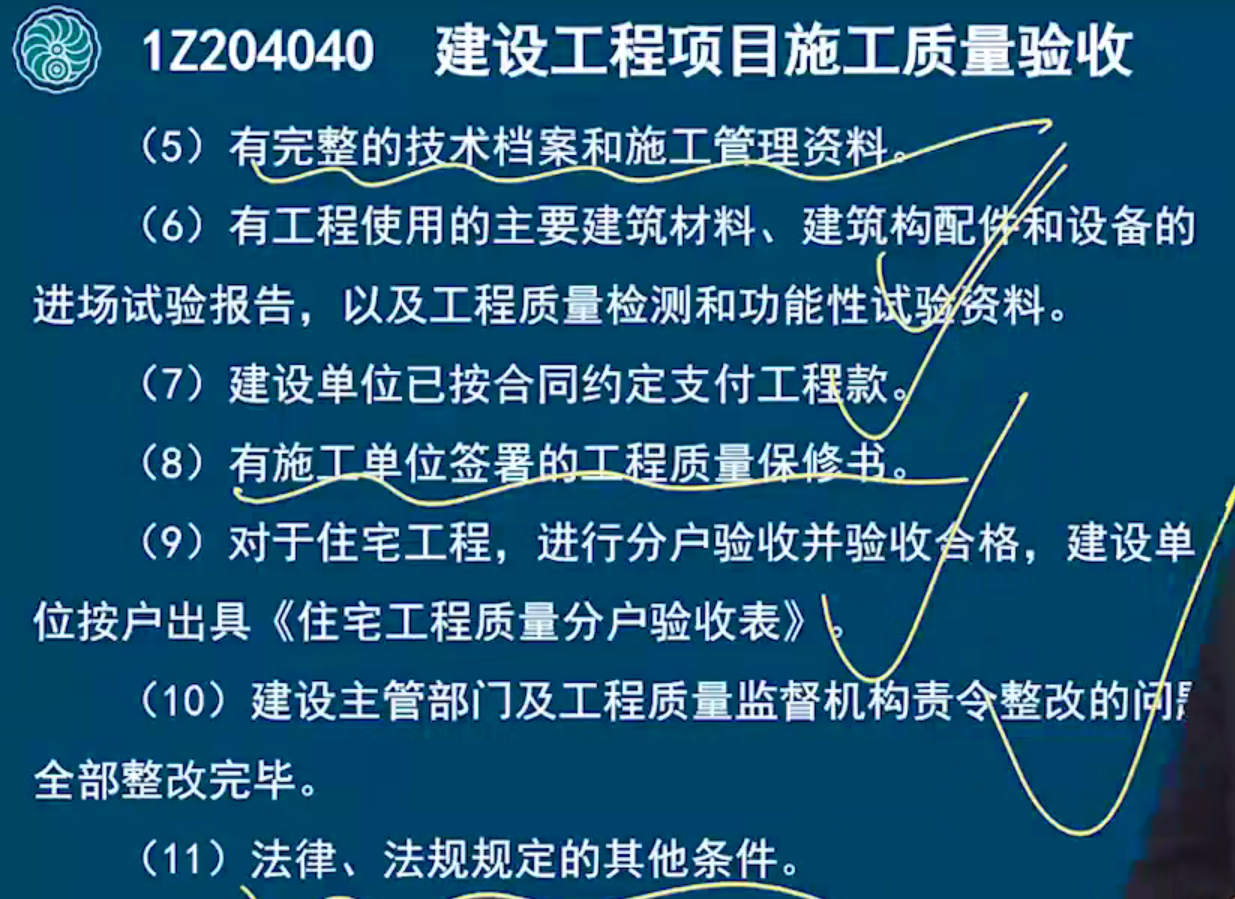 1Z204040 建设工程项目施工质量验收
（5）有完整的技术档案和施工管理资料。
（6）有工程使用的主要建筑材料、建筑构配件和设备的
进场试验报告，以及工程质量检测和功能性试验资料。
（7）建设单位已按合同约定支付工程款。
（8）有施工单位签署的工程质量保修书。
（9）对于住宅工程，进行分户验收并验收合格，建设单
位按户出具《住宅工程质量分户验收表》。
（10）建设主管部门及工程质量监督机构责令整改的问题
全部整改完毕。
（11）法律、法规规定的其他条件。